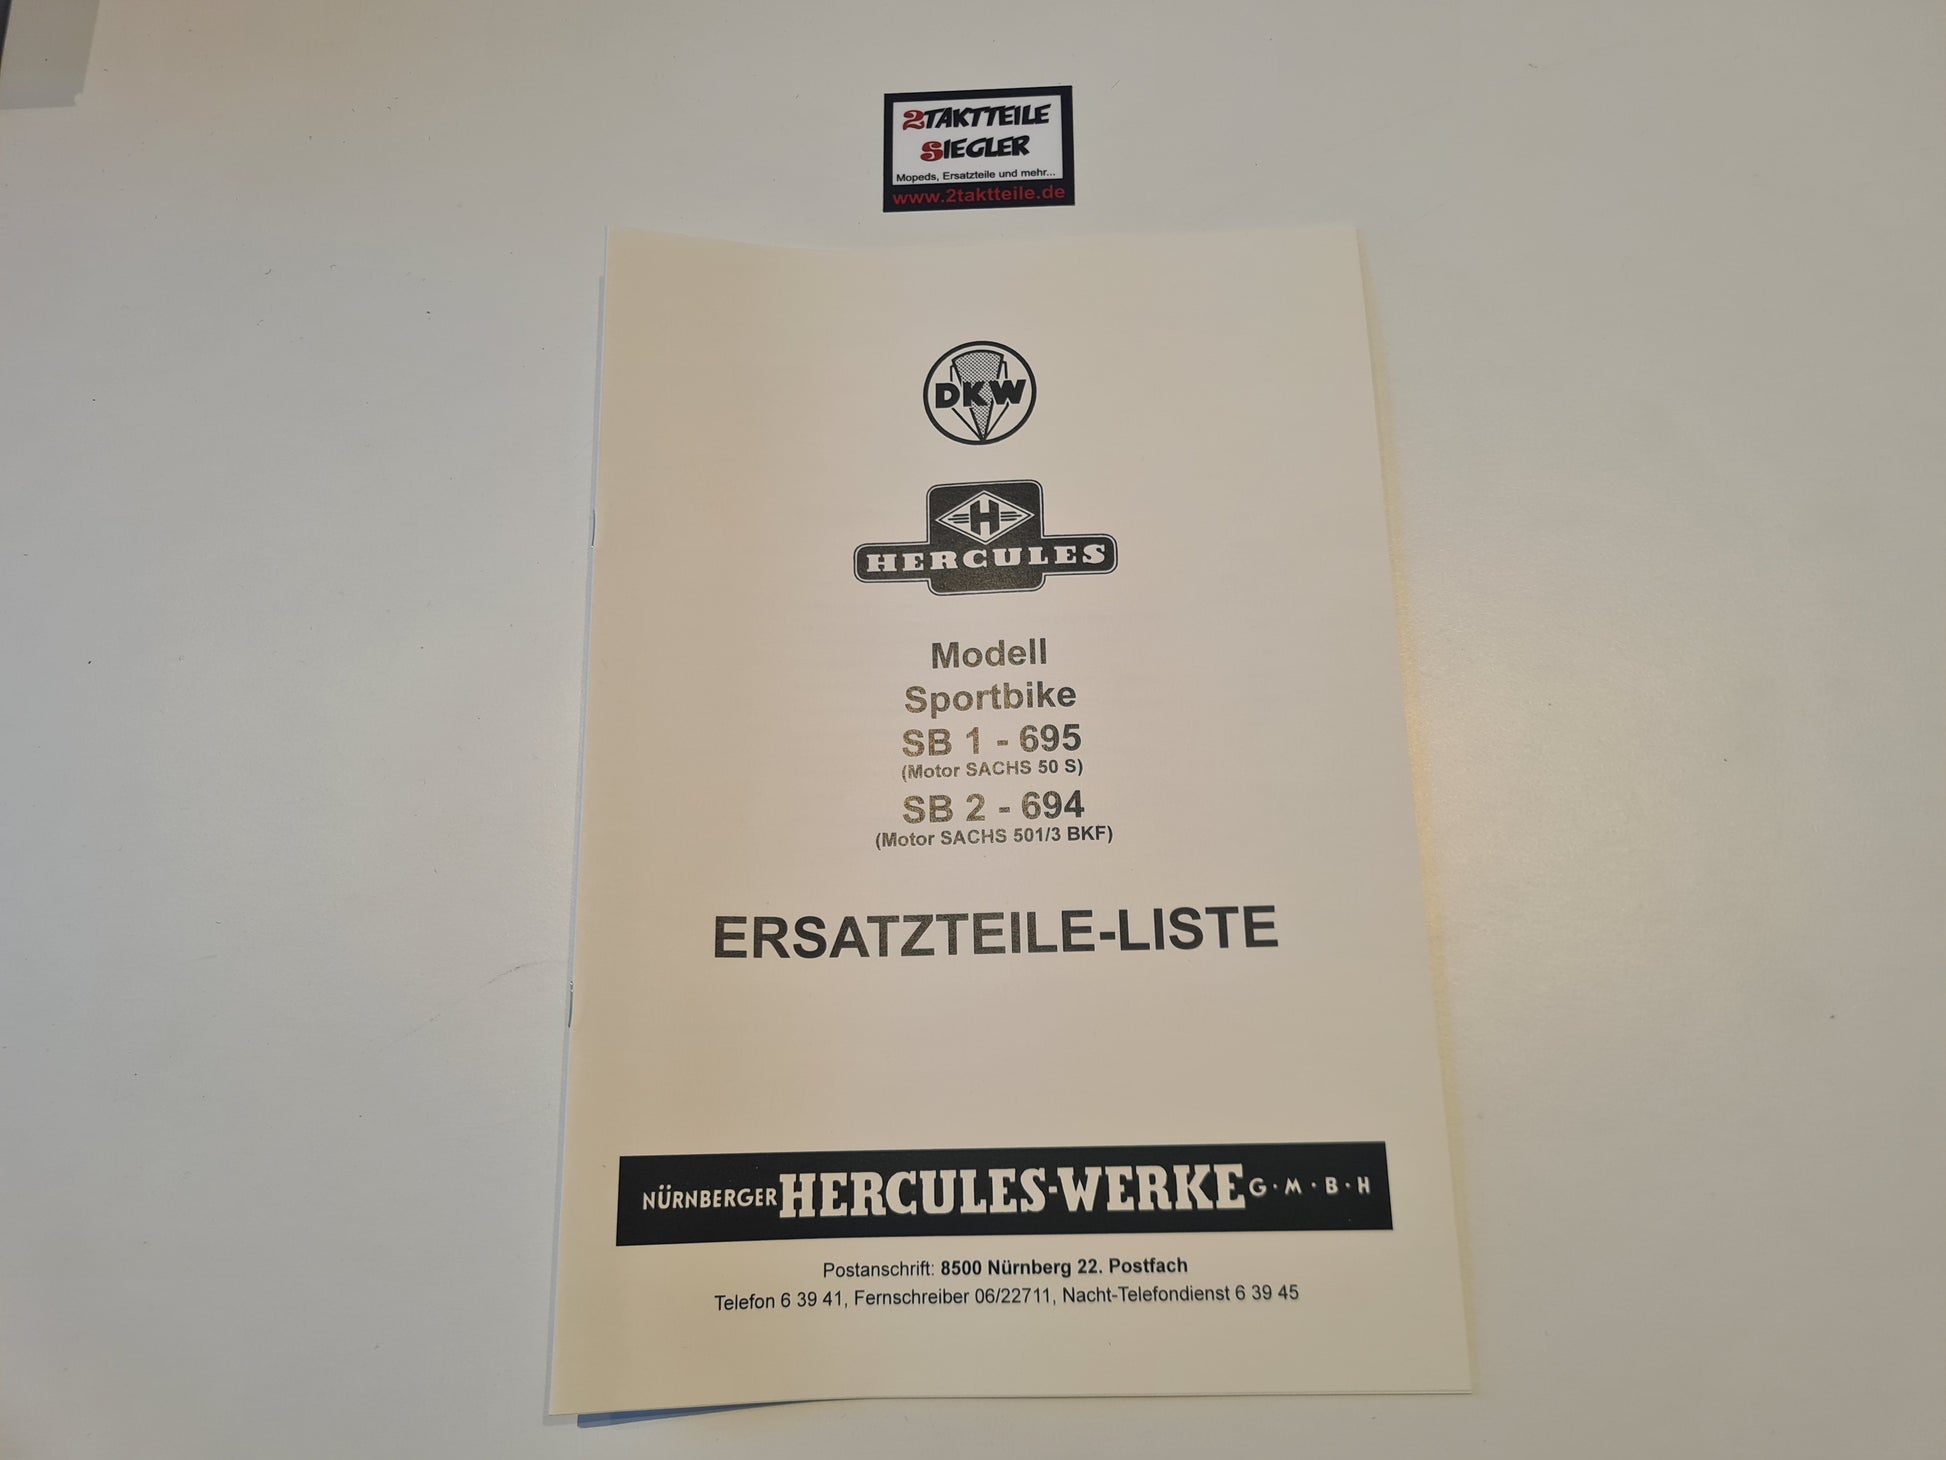 2TAKTTEILE
SIEGLER
Mopeds, Ersatzteile und mehr...
www.2taktteile.de
DKW
H
HERCULES
Modell
Sportbike
SB 1 - 695
(Motor SACHS 50 S)
SB 2 - 694
(Motor SACHS 501/3 BKF)
ERSATZTEILE-LISTE
NÜRNBERGER HERCULES-WERKE G·M·B·H
Postanschrift: 8500 Nürnberg 22. Postfach
Telefon 6 39 41, Fernschreiber 06/22711, Nacht-Telefondienst 6 39 45